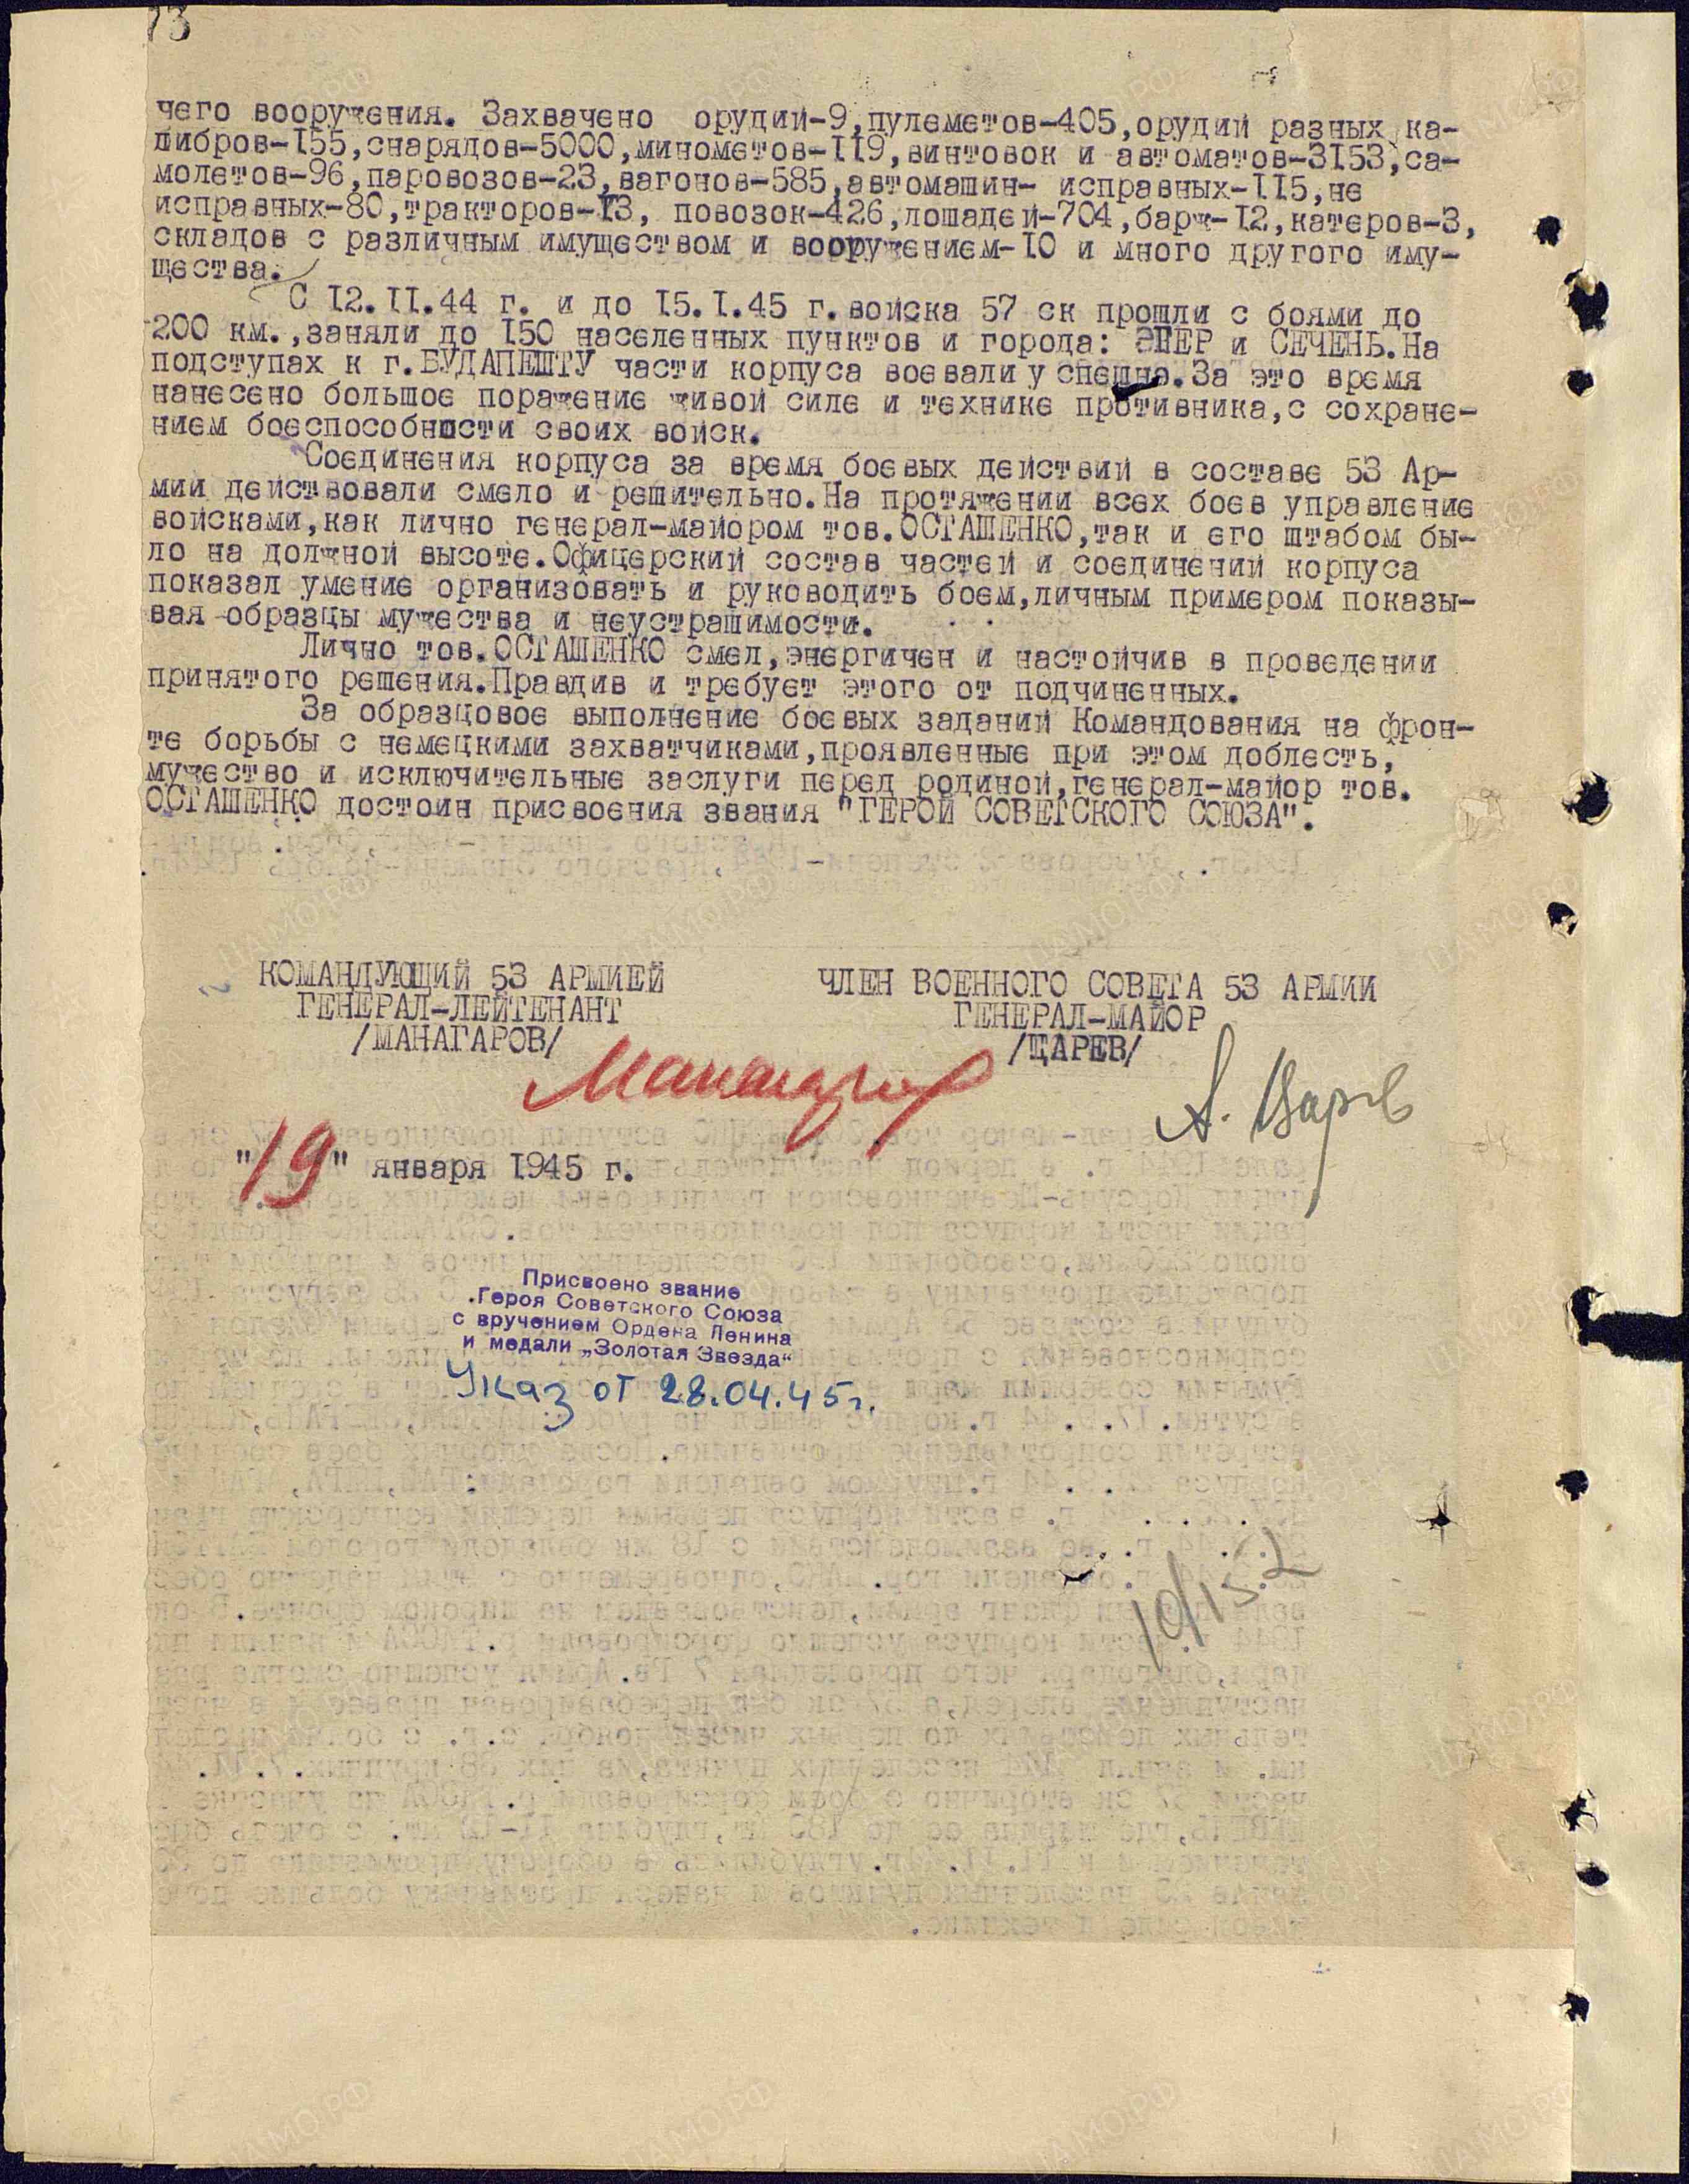 73
чего вооружения. Захвачено орудий-9,пулеметов-405,орудий разных ка-
либров-155,снарядов-5000,минометов-119,винтовок и автоматов-3153,са-
молетов-96,паровозов-23,вагонов-585,автомашин- исправных-115,не
исправных-80,тракторов-13, повозок-426,лошадей-704,барж-12,катеров-3,
складов с различным имуществом и вооружением-10 и много другого иму-
щества.
С 12.11.44 г. и до 15.1.45 г.войска 57 ск прошли с боями до
200 км.,заняли до 150 населенных пунктов и города: ЭГЕР и СЕЧЕНЬ.На
подступах к г.БУДАПЕШТУ части корпуса воевали успешно.За это время
нанесено большое поражение живой силе и технике противника,с сохране-
нием боеспособности своих войск.
Соединения корпуса за время боевых действий в составе 53 Ар-
мии действовали смело и решительно.На протяжении всех боев управление
войсками,как лично генерал-майором тов.ОСТАШЕНКО,так и его штабом бы-
ло на должной высоте.Офицерский состав частей и соединений корпуса
показал умение организовать и руководить боем,личным примером показы-
вая образцы мужества и неустрашимости.
Лично тов.ОСТАШЕНКО смел,энергичен и настойчив в проведении
принятого решения.Правдив и требует этого от подчиненных.
За образцовое выполнение боевых заданий Командования на фрон-
те борьбы с немецкими захватчиками,проявленные при этом доблесть,
мужество и исключительные заслуги перед родиной,генерал-майор тов.
ОСТАШЕНКО достоин присвоения звания "ГЕРОЙ СОВЕТСКОГО СОЮЗА".
КОМАНДУЮЩИЙ 53 АРМИЕЙ
ГЕНЕРАЛ-ЛЕЙТЕНАНТ
/МАНАГАРОВ/
Манагаров
ЧЛЕН ВОЕННОГО СОВЕТА 53 АРМИИ
ГЕНЕРАЛ-МАЙОР
/ЦАРЕВ/
А. Царев
"19" января 1945 г.
Присвоено звание
Героя Советского Союза
с вручением Ордена Ленина
и медали „Золотая Звезда“
Указ от 28.04.45г.